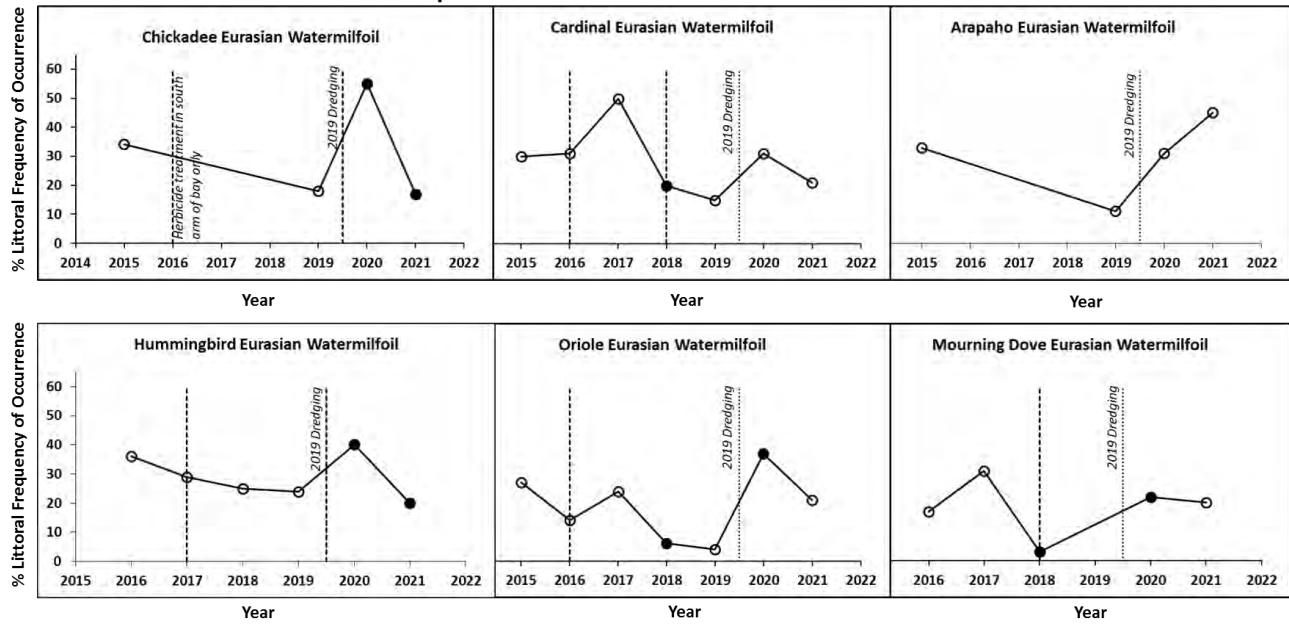 Chickadee Eurasian Watermilfoil
% Littoral Frequency of Occurrence
60
50
40
30
20
10
0
Herbicide treatment in south
arm of bay only
2019 Dredging
2014 2015 2016 2017 2018 2019 2020 2021 2022
Year
Cardinal Eurasian Watermilfoil
2019 Dredging
2015 2016 2017 2018 2019 2020 2021 2022
Year
Arapaho Eurasian Watermilfoil
2019 Dredging
2015 2016 2017 2018 2019 2020 2021 2022
Year
Hummingbird Eurasian Watermilfoil
% Littoral Frequency of Occurrence
60
50
40
30
20
10
0
2019 Dredging
2015 2016 2017 2018 2019 2020 2021 2022
Year
Oriole Eurasian Watermilfoil
2019 Dredging
2015 2016 2017 2018 2019 2020 2021 2022
Year
Mourning Dove Eurasian Watermilfoil
2019 Dredging
2016 2017 2018 2019 2020 2021 2022
Year